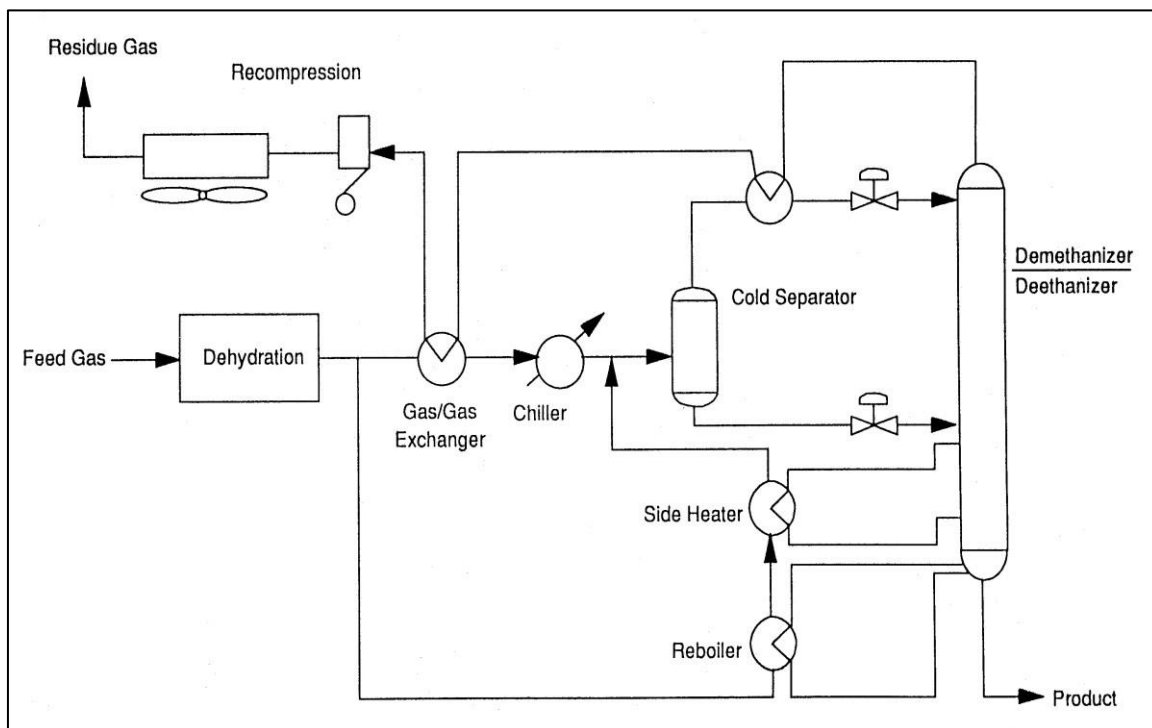 Residue Gas
Recompression
Demethanizer
Deethanizer
Cold Separator
Feed Gas
Dehydration
Gas/Gas
Exchanger
Chiller
Side Heater
Reboiler
Product